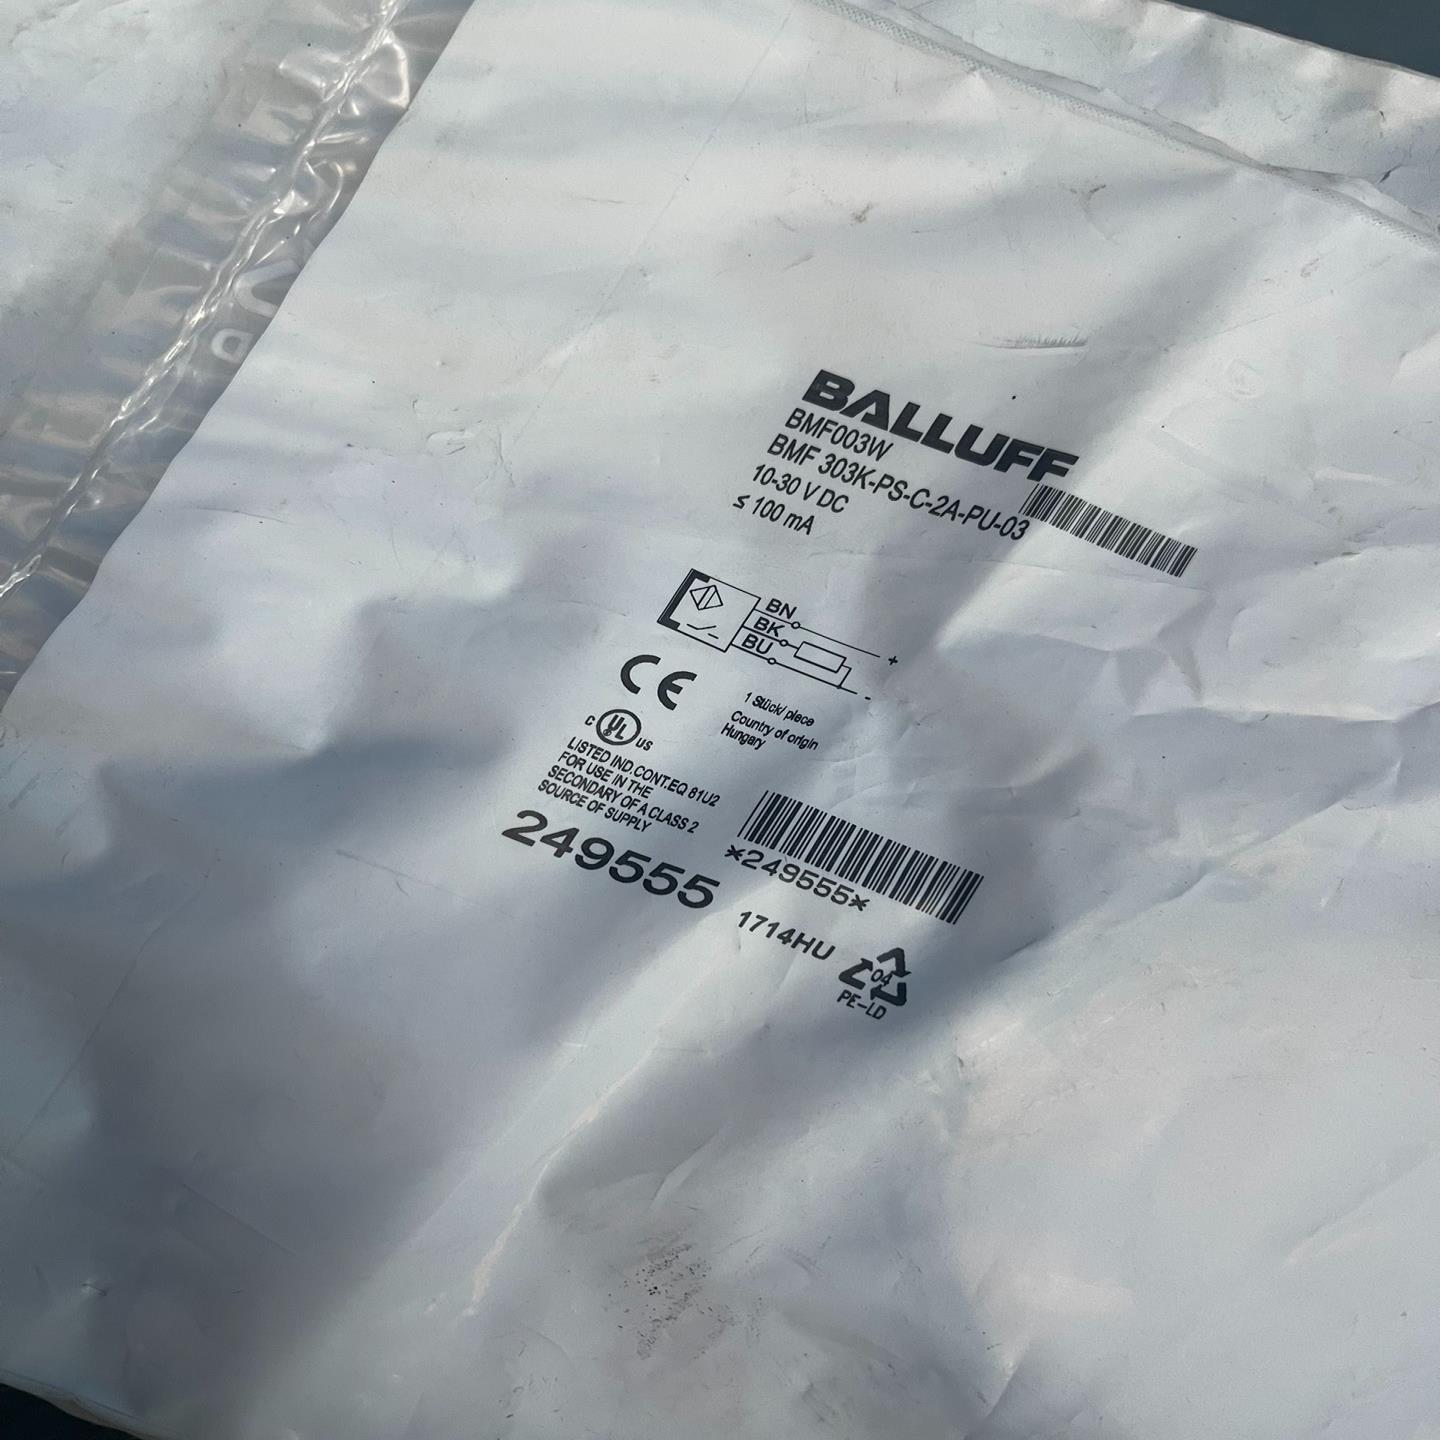 BALLUFF
BMF003W
BMF 303K-PS-C-2A-PU-03
10-30 V DC
≤ 100 mA
BN
BK
BU
+
-
CE
1 Stück/ piece
Country of origin
Hungary
C UL US
LISTED IND.CONT.EQ 81U2
FOR USE IN THE
SECONDARY OF A CLASS 2
SOURCE OF SUPPLY
249555
*249555*
1714HU
04
PE-LD